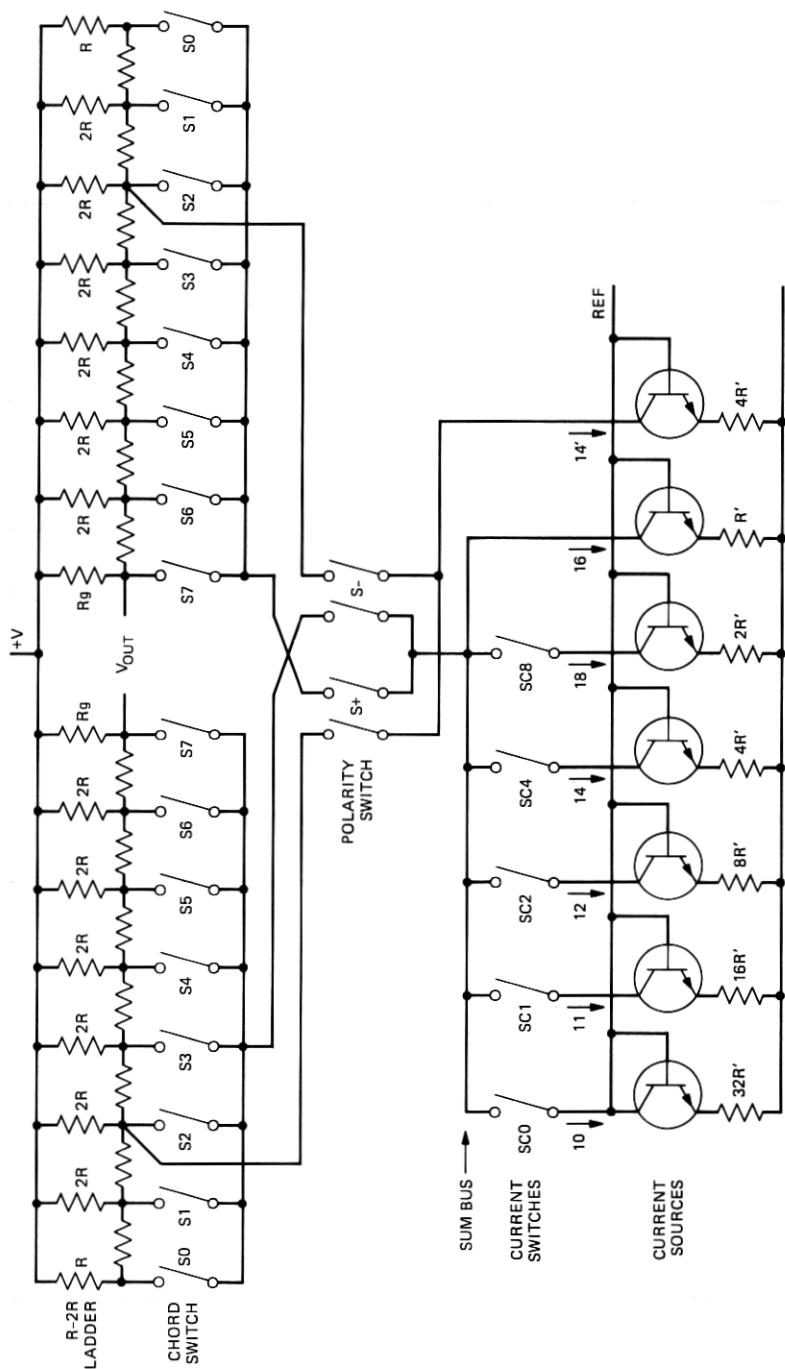 +V
R 2R 2R 2R 2R 2R 2R Rg Rg 2R 2R 2R 2R 2R 2R R
R-2R
LADDER
VOUT
CHORD
SWITCH
S0 S1 S2 S3 S4 S5 S6 S7 S7 S6 S5 S4 S3 S2 S1 S0
POLARITY
SWITCH
S+ S-
SUM BUS
CURRENT
SWITCHES
SC0 SC1 SC2 SC4 SC8
10 11 12 14 18 16 14'
REF
CURRENT
SOURCES
32R' 16R' 8R' 4R' 2R' R' 4R'